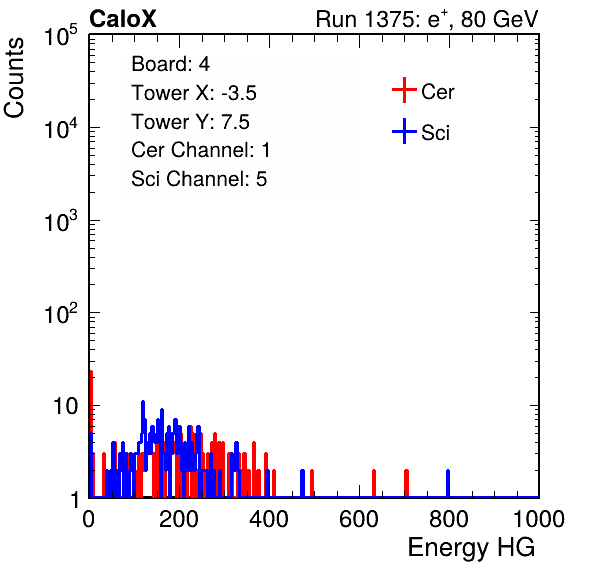 CaloX Run 1375: e⁺, 80 GeV
Counts
10⁵
10⁴
10³
10²
10
1
Board: 4
Tower X: -3.5
Tower Y: 7.5
Cer Channel: 1
Sci Channel: 5
Cer
Sci
0 200 400 600 800 1000
Energy HG